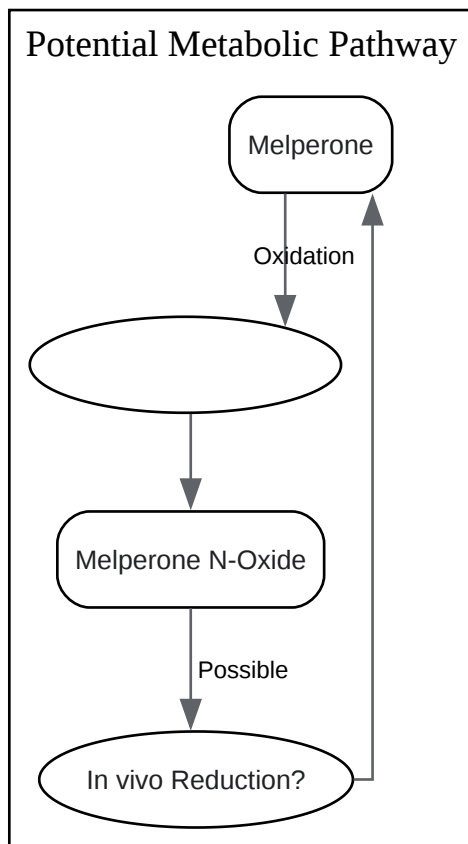 Potential Metabolic Pathway
Melperone
Oxidation
Melperone N-Oxide
Possible
In vivo Reduction?